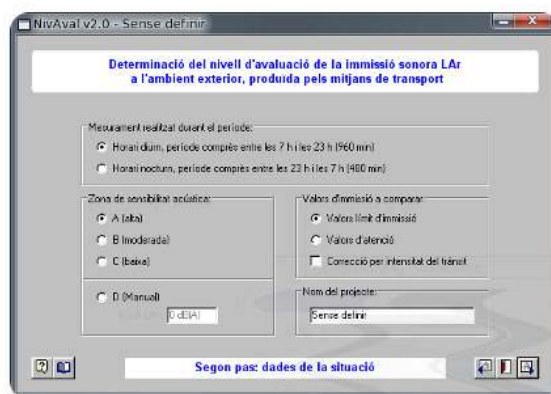 NivAval v2.0 - Sense definir
Determinació del nivell d'avaluació de la immissió sonora LAr
a l'ambient exterior, produïda pels mitjans de transport
Mesurament realitzat durant el període:
Horari diürn, període comprès entre les 7 h i les 23 h (960 min)
Horari nocturn, període comprès entre les 23 h i les 7 h (480 min)
Zona de sensibilitat acústica:
A (alta)
B (moderada)
C (baixa)
D (Manual)
0 dB(A)
Valors d'immissió a comparar:
Valors límit d'immissió
Valors d'atenció
Correcció per intensitat del trànsit
Nom del projecte:
Sense definir
Segon pas: dades de la situació